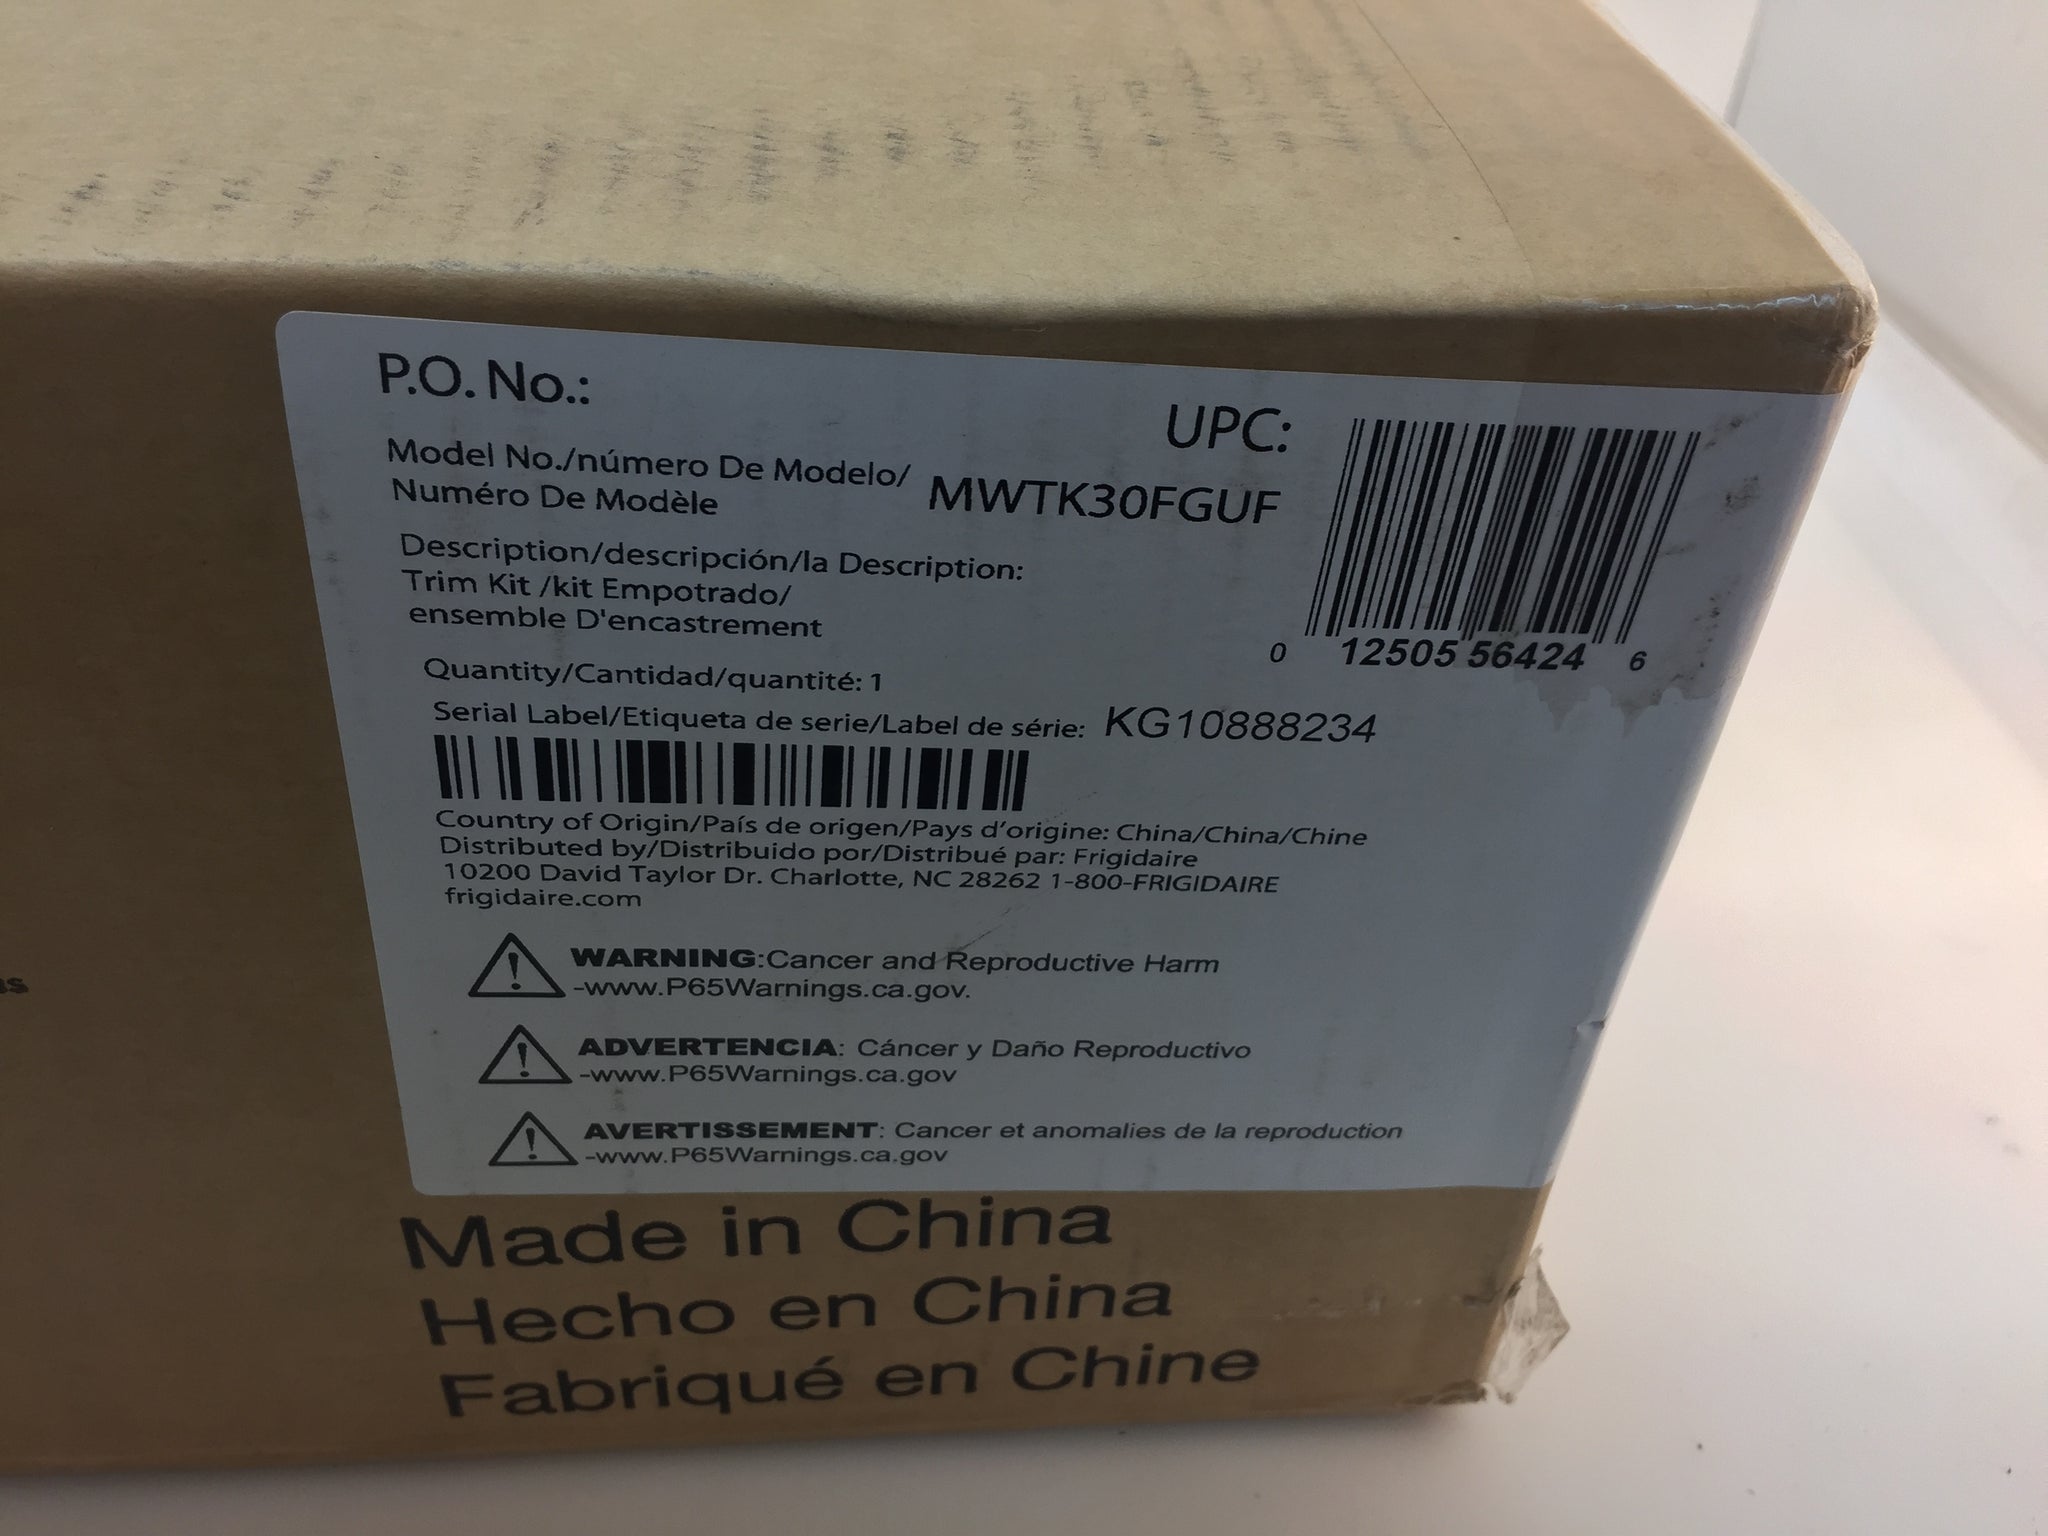 P.O. No.:
UPC:
Model No./número De Modelo/
Numéro De Modèle
MWTK30FGUF
Description/descripción/la Description:
Trim Kit /kit Empotrado/
ensemble D'encastrement
0 12505 56424 6
Quantity/Cantidad/quantité: 1
Serial Label/Etiqueta de serie/Label de série: KG10888234
Country of Origin/País de origen/Pays d'origine: China/China/Chine
Distributed by/Distribuido por/Distribué par: Frigidaire
10200 David Taylor Dr. Charlotte, NC 28262 1-800-FRIGIDAIRE
frigidaire.com
WARNING:Cancer and Reproductive Harm
-www.P65Warnings.ca.gov.
ADVERTENCIA: Cáncer y Daño Reproductivo
-www.P65Warnings.ca.gov
AVERTISSEMENT: Cancer et anomalies de la reproduction
-www.P65Warnings.ca.gov
Made in China
Hecho en China
Fabriqué en Chine